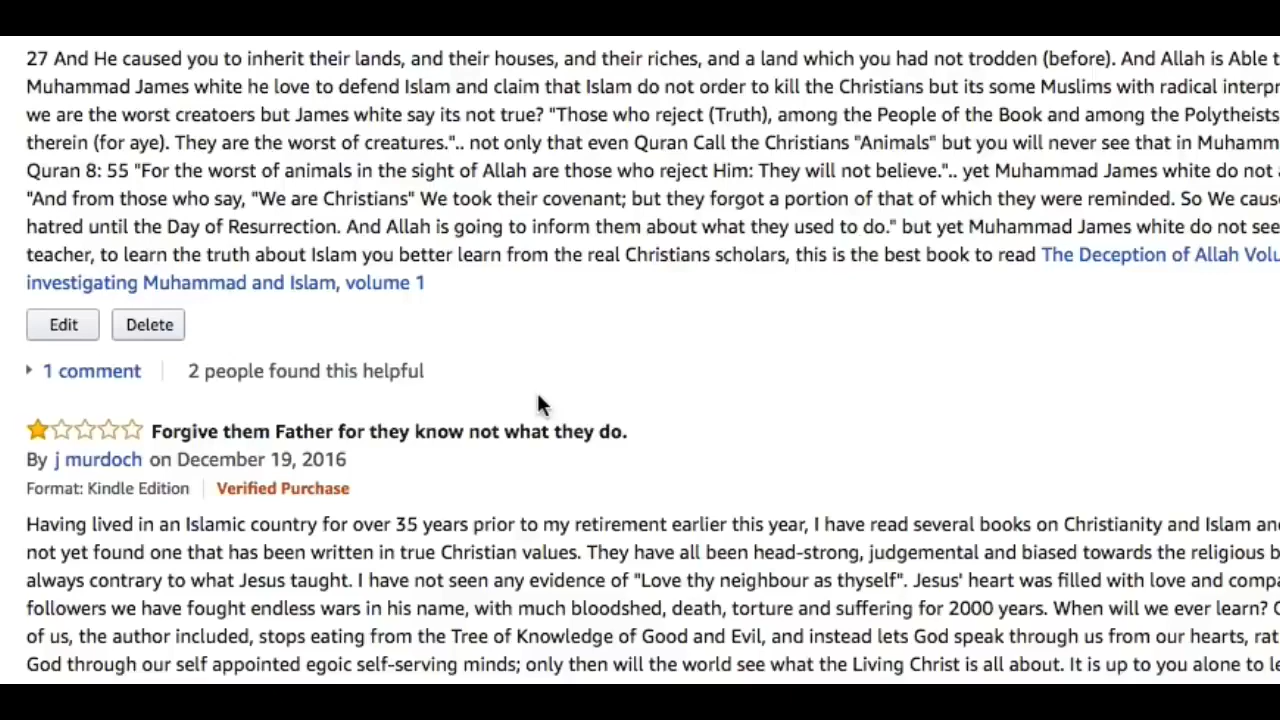 27 And He caused you to inherit their lands, and their houses, and their riches, and a land which you had not trodden (before). And Allah is Able
Muhammad James white he love to defend Islam and claim that Islam do not order to kill the Christians but its some Muslims with radical
we are the worst creatoers but James white say its not true? "Those who reject (Truth), among the People of the Book and among the Polytheists
therein (for aye). They are the worst of creatures.".. not only that even Quran Call the Christians "Animals" but you will never see that in
Quran 8: 55 "For the worst of animals in the sight of Allah are those who reject Him: They will not believe.".. yet Muhammad James white do not
"And from those who say, "We are Christians" We took their covenant; but they forgot a portion of that of which they were reminded. So We
hatred until the Day of Resurrection. And Allah is going to inform them about what they used to do." but yet Muhammad James white do not see
teacher, to learn the truth about Islam you better learn from the real Christians scholars, this is the best book to read The Deception of Allah
investigating Muhammad and Islam, volume 1
Edit Delete
1 comment 2 people found this helpful
Forgive them Father for they know not what they do.
By j murdoch on December 19, 2016
Format: Kindle Edition Verified Purchase
Having lived in an Islamic country for over 35 years prior to my retirement earlier this year, I have read several books on Christianity and Islam
not yet found one that has been written in true Christian values. They have all been head-strong, judgemental and biased towards the religious
always contrary to what Jesus taught. I have not seen any evidence of "Love thy neighbour as thyself". Jesus' heart was filled with love and
followers we have fought endless wars in his name, with much bloodshed, death, torture and suffering for 2000 years. When will we ever learn?
of us, the author included, stops eating from the Tree of Knowledge of Good and Evil, and instead lets God speak through us from our hearts,
God through our self appointed egoic self-serving minds; only then will the world see what the Living Christ is all about. It is up to you alone to